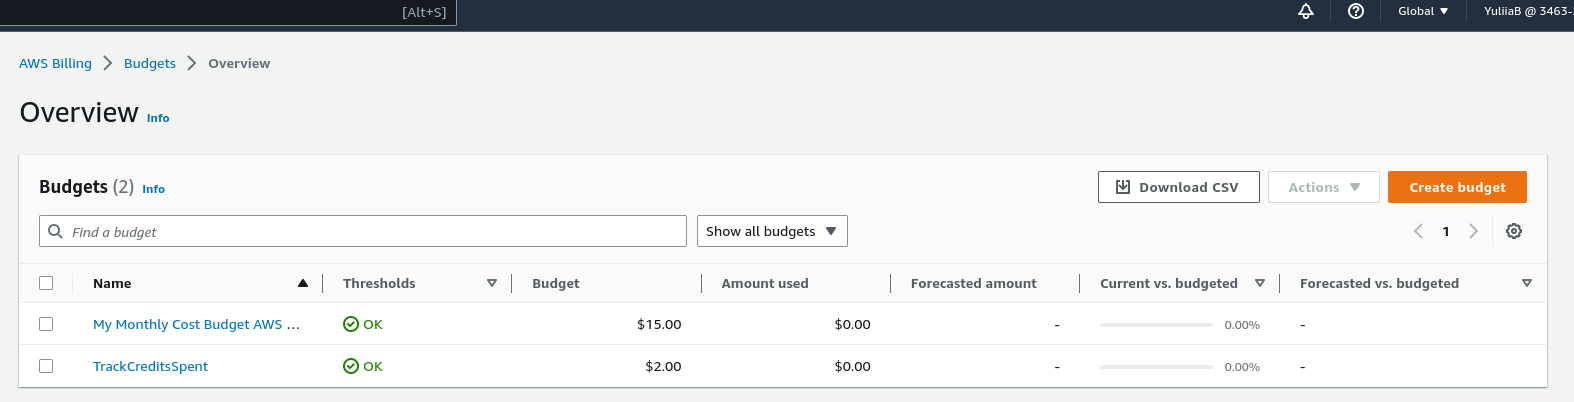 [Alt+S] Global YuliiaB @ 3463-
AWS Billing Budgets Overview
Overview Info
Budgets (2) Info Download CSV Actions Create budget
Find a budget Show all budgets 1
Name Thresholds Budget Amount used Forecasted amount Current vs. budgeted Forecasted vs. budgeted
My Monthly Cost Budget AWS ... OK $15.00 $0.00 - 0.00% -
TrackCreditsSpent OK $2.00 $0.00 - 0.00% -